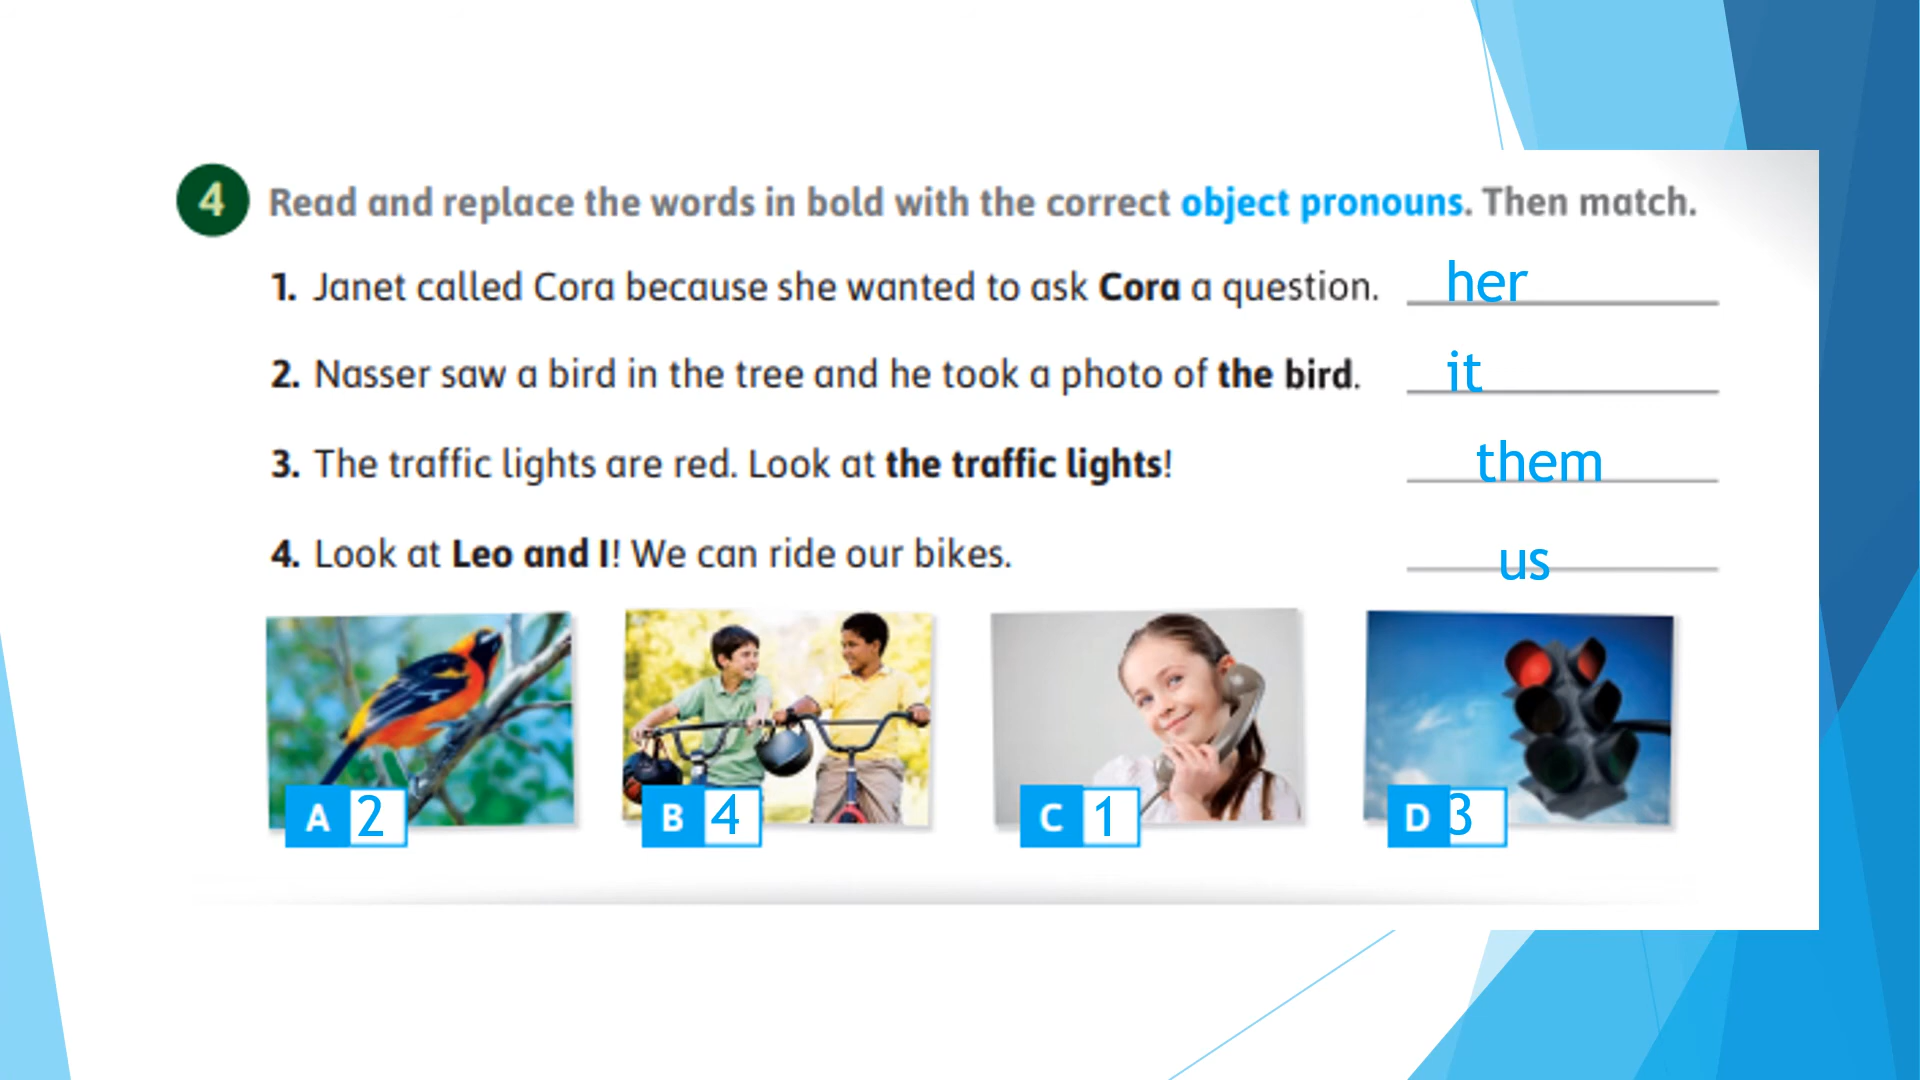 4 Read and replace the words in bold with the correct object pronouns. Then match.
1. Janet called Cora because she wanted to ask Cora a question. her
2. Nasser saw a bird in the tree and he took a photo of the bird. it
3. The traffic lights are red. Look at the traffic lights! them
4. Look at Leo and I! We can ride our bikes. us
A 2 B 4 C 1 D 3